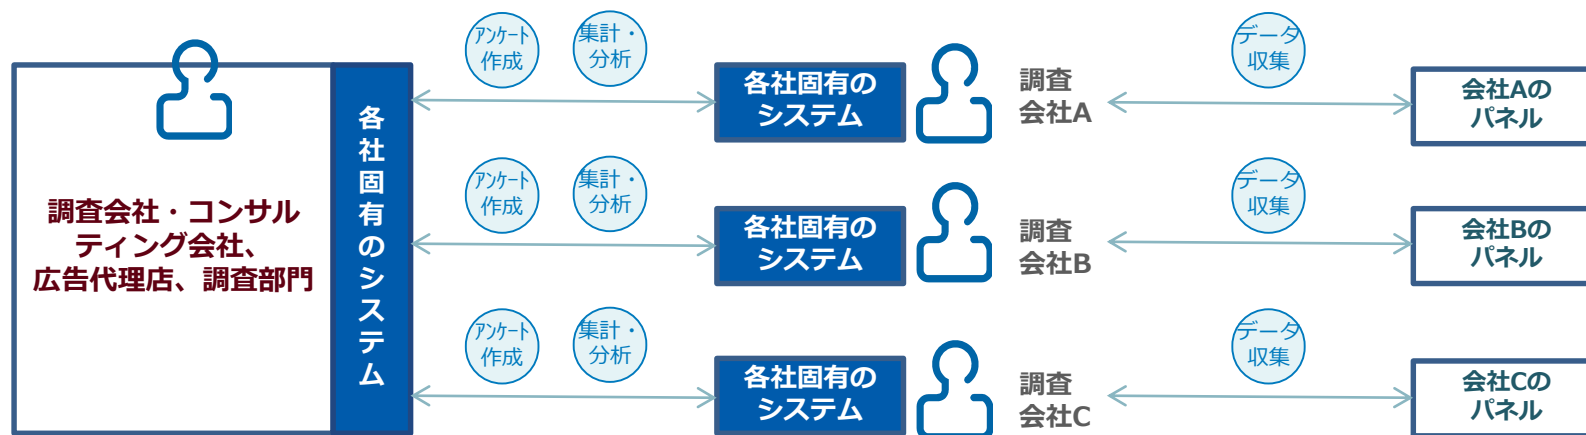 調査会社・コンサル
ティング会社、
広告代理店、調査部門
各社固有のシステム
アンケート
作成
集計・
分析
各社固有の
システム
調査
会社A
データ
収集
会社Aの
パネル
アンケート
作成
集計・
分析
各社固有の
システム
調査
会社B
データ
収集
会社Bの
パネル
アンケート
作成
集計・
分析
各社固有の
システム
調査
会社C
データ
収集
会社Cの
パネル